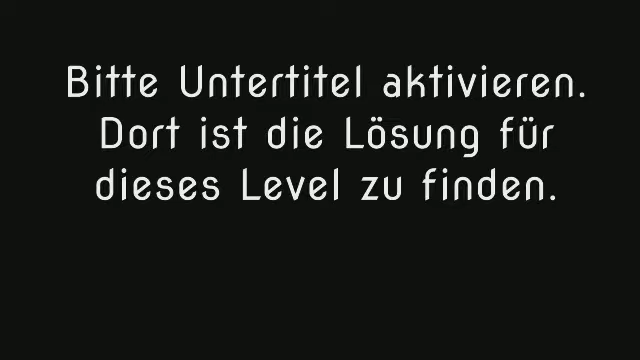 Bitte Untertitel aktivieren.
Dort ist die Lösung für
dieses Level zu finden.